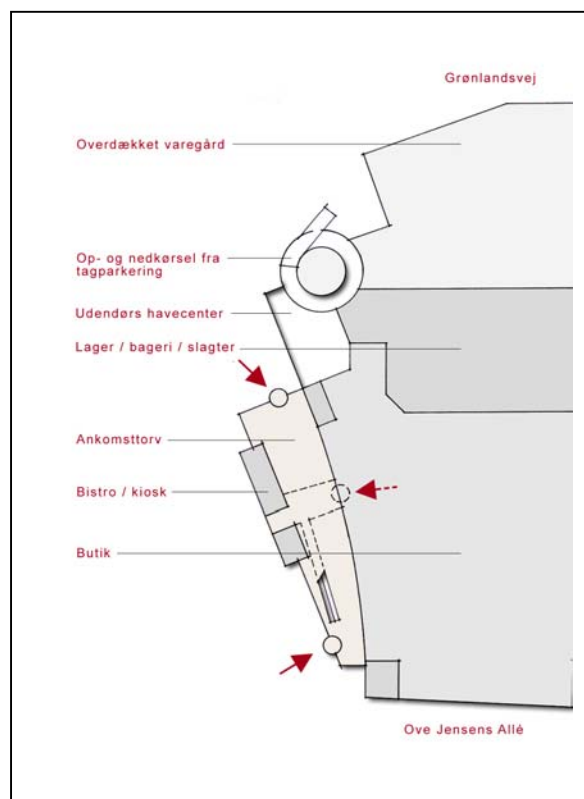 Grønlandsvej
Overdækket varegård
Op- og nedkørsel fra
tagparkering
Udendørs havecenter
Lager / bageri / slagter
Ankomsttorv
Bistro / kiosk
Butik
Ove Jensens Allé